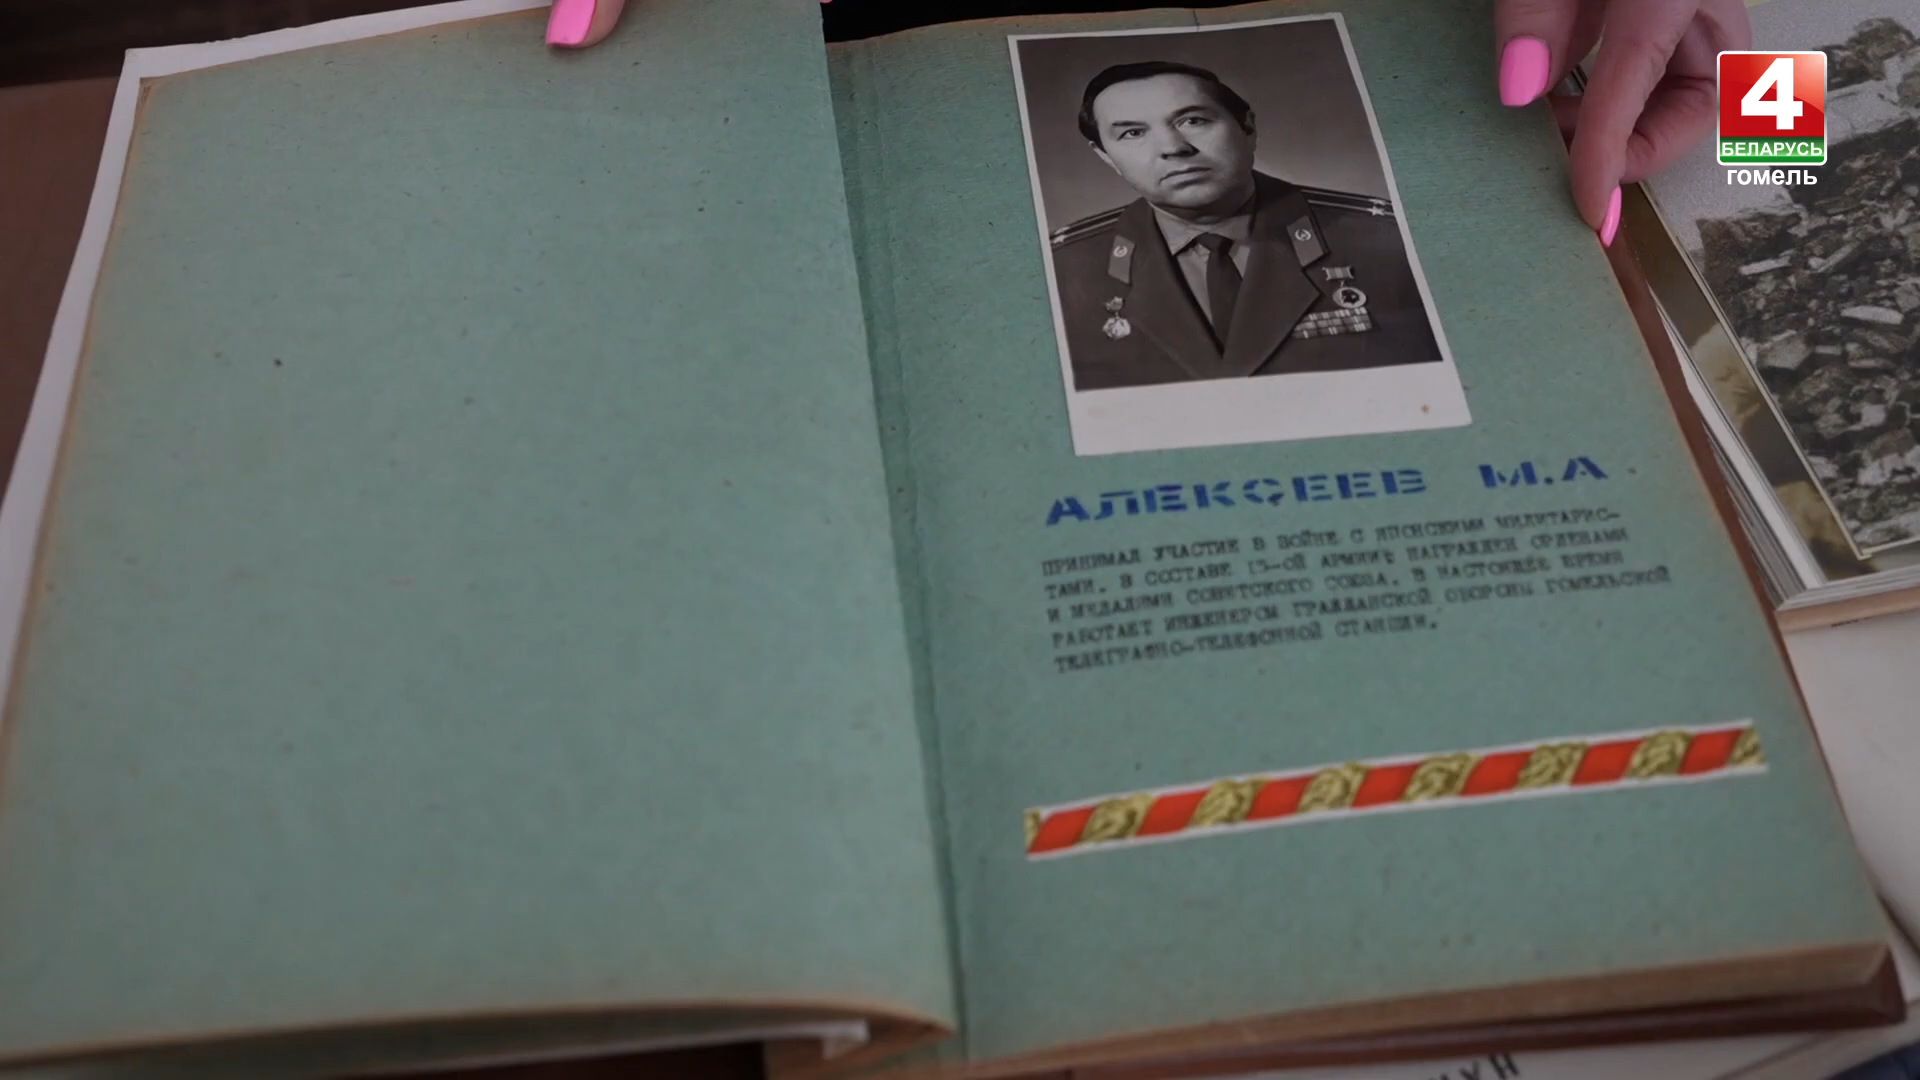 4
БЕЛАРУСЬ
гомель
АЛЕКСЕЕВ М.А
ПРИНИМАЛ УЧАСТИЕ В ВОЙНЕ С ЯПОНСКИМИ МИЛИТАРИС-
ТАМИ. В СОСТАВЕ 15-ОЙ АРМИИ НАГРАЖДЕН ОРДЕНАМИ
И МЕДАЛЯМИ СОВЕТСКОГО СОЮЗА. В НАСТОЯЩЕЕ ВРЕМЯ
РАБОТАЕТ ИНЖЕНЕРОМ ГРАЖДАНСКОЙ ОБОРОНЫ ГОМЕЛЬСКОЙ
ТЕЛЕГРАФНО-ТЕЛЕФОННОЙ СТАНЦИИ.